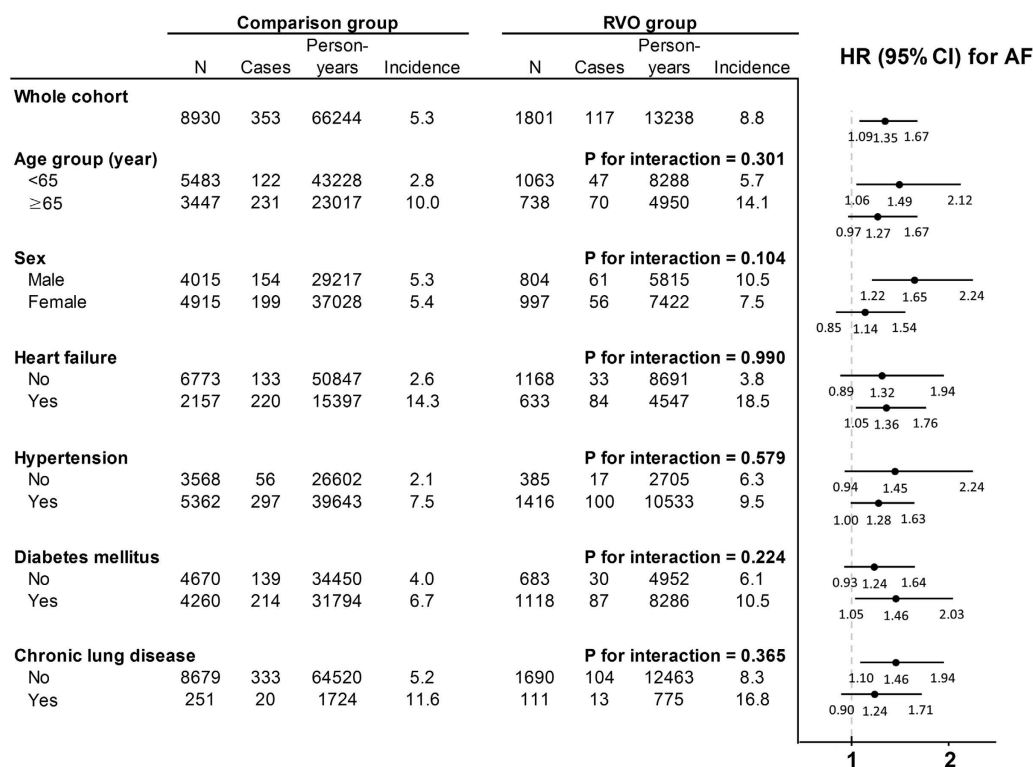 Comparison group RVO group
HR (95% CI) for AF
Person- Person-
N Cases years Incidence N Cases years Incidence
Whole cohort
8930 353 66244 5.3 1801 117 13238 8.8
1.09 1.35 1.67
Age group (year) P for interaction = 0.301
<65 5483 122 43228 2.8 1063 47 8288 5.7
1.06 1.49 2.12
≥65 3447 231 23017 10.0 738 70 4950 14.1
0.97 1.27 1.67
Sex P for interaction = 0.104
Male 4015 154 29217 5.3 804 61 5815 10.5
1.22 1.65 2.24
Female 4915 199 37028 5.4 997 56 7422 7.5
0.85 1.14 1.54
Heart failure P for interaction = 0.990
No 6773 133 50847 2.6 1168 33 8691 3.8
0.89 1.32 1.94
Yes 2157 220 15397 14.3 633 84 4547 18.5
1.05 1.36 1.76
Hypertension P for interaction = 0.579
No 3568 56 26602 2.1 385 17 2705 6.3
0.94 1.45 2.24
Yes 5362 297 39643 7.5 1416 100 10533 9.5
1.00 1.28 1.63
Diabetes mellitus P for interaction = 0.224
No 4670 139 34450 4.0 683 30 4952 6.1
0.93 1.24 1.64
Yes 4260 214 31794 6.7 1118 87 8286 10.5
1.05 1.46 2.03
Chronic lung disease P for interaction = 0.365
No 8679 333 64520 5.2 1690 104 12463 8.3
1.10 1.46 1.94
Yes 251 20 1724 11.6 111 13 775 16.8
0.90 1.24 1.71
1 2